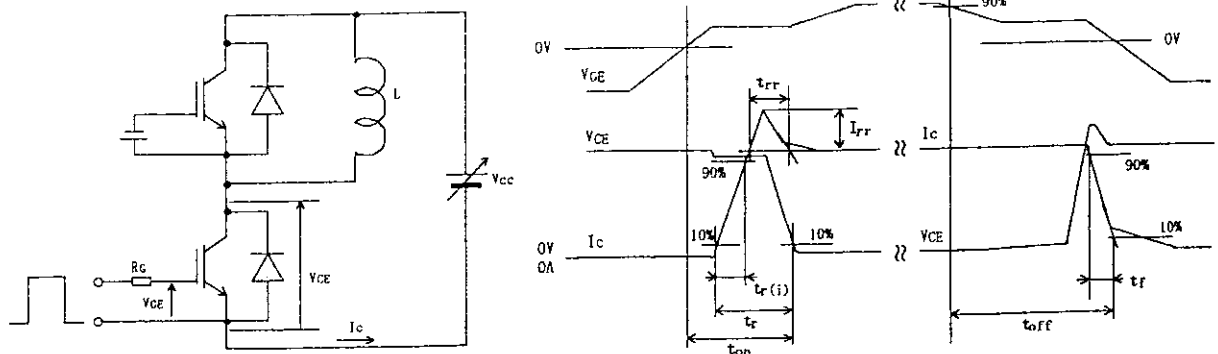 L
Vcc
RG
VGE
VCE
Ic
90%
0V
0V
VGE
trr
Irr
VCE
Ic
90%
90%
10%
10%
10%
0V
0A
Ic
VCE
tr(i)
tf
tr
toff
ton